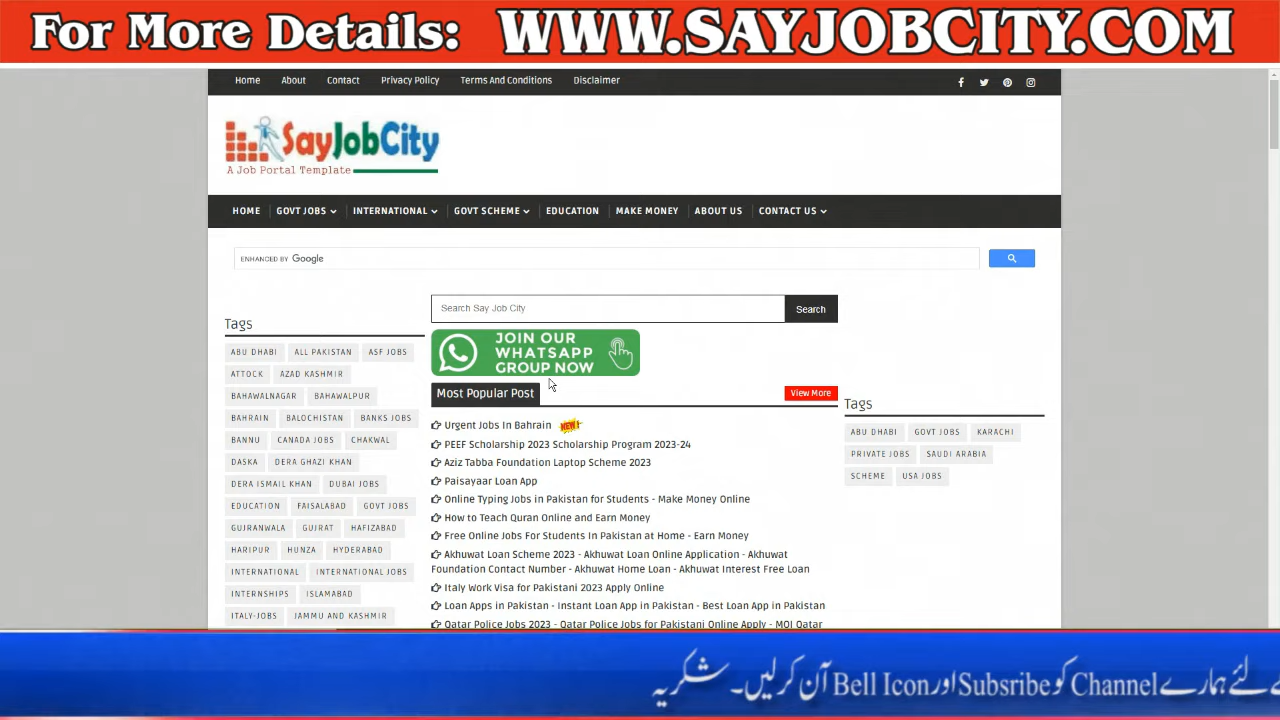 For More Details: WWW.SAYJOBCITY.COM
Home About Contact Privacy Policy Terms And Conditions Disclaimer
SayJobCity
A Job Portal Template
HOME GOVT JOBS INTERNATIONAL GOVT SCHEME EDUCATION MAKE MONEY ABOUT US CONTACT US
ENHANCED BY Google
Search Say Job City Search
Tags
ABU DHABI ALL PAKISTAN ASF JOBS
ATTOCK AZAD KASHMIR
BAHAWALNAGAR BAHAWALPUR
BAHRAIN BALOCHISTAN BANKS JOBS
BANNU CANADA JOBS CHAKWAL
DASKA DERA GHAZI KHAN
DERA ISMAIL KHAN DUBAI JOBS
EDUCATION FAISALABAD GOVT JOBS
GUJRANWALA GUJRAT HAFIZABAD
HARIPUR HUNZA HYDERABAD
INTERNATIONAL INTERNATIONAL JOBS
INTERNSHIPS ISLAMABAD
ITALY-JOBS JAMMU AND KASHMIR
JOIN OUR
WHATSAPP
GROUP NOW
Most Popular Post View More
Urgent Jobs In Bahrain NEW!
PEEF Scholarship 2023 Scholarship Program 2023-24
Aziz Tabba Foundation Laptop Scheme 2023
Paisayaar Loan App
Online Typing Jobs in Pakistan for Students - Make Money Online
How to Teach Quran Online and Earn Money
Free Online Jobs For Students In Pakistan at Home - Earn Money
Akhuwat Loan Scheme 2023 - Akhuwat Loan Online Application - Akhuwat
Foundation Contact Number - Akhuwat Home Loan - Akhuwat Interest Free Loan
Italy Work Visa for Pakistani 2023 Apply Online
Loan Apps in Pakistan - Instant Loan App in Pakistan - Best Loan App in Pakistan
Qatar Police Jobs 2023 - Qatar Police Jobs for Pakistani Online Apply - MOI Qatar
Tags
ABU DHABI GOVT JOBS KARACHI
PRIVATE JOBS SAUDI ARABIA
SCHEME USA JOBS
لئے ہمارے Channel کو Subsribe اور Bell Icon آن کرلیں۔ شکریہ